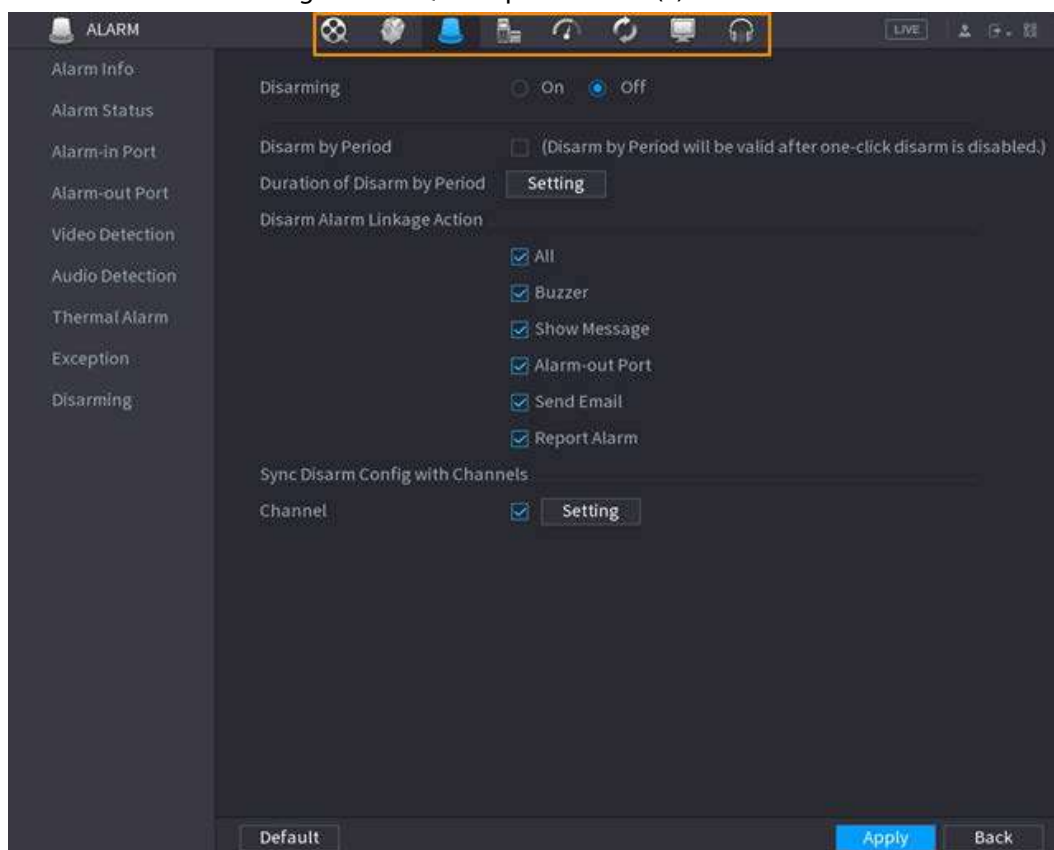 ALARM
LIVE
Alarm Info
Alarm Status
Alarm-in Port
Alarm-out Port
Video Detection
Audio Detection
Thermal Alarm
Exception
Disarming
Disarming On Off
Disarm by Period (Disarm by Period will be valid after one-click disarm is disabled.)
Duration of Disarm by Period Setting
Disarm Alarm Linkage Action
All
Buzzer
Show Message
Alarm-out Port
Send Email
Report Alarm
Sync Disarm Config with Channels
Channel Setting
Default Apply Back